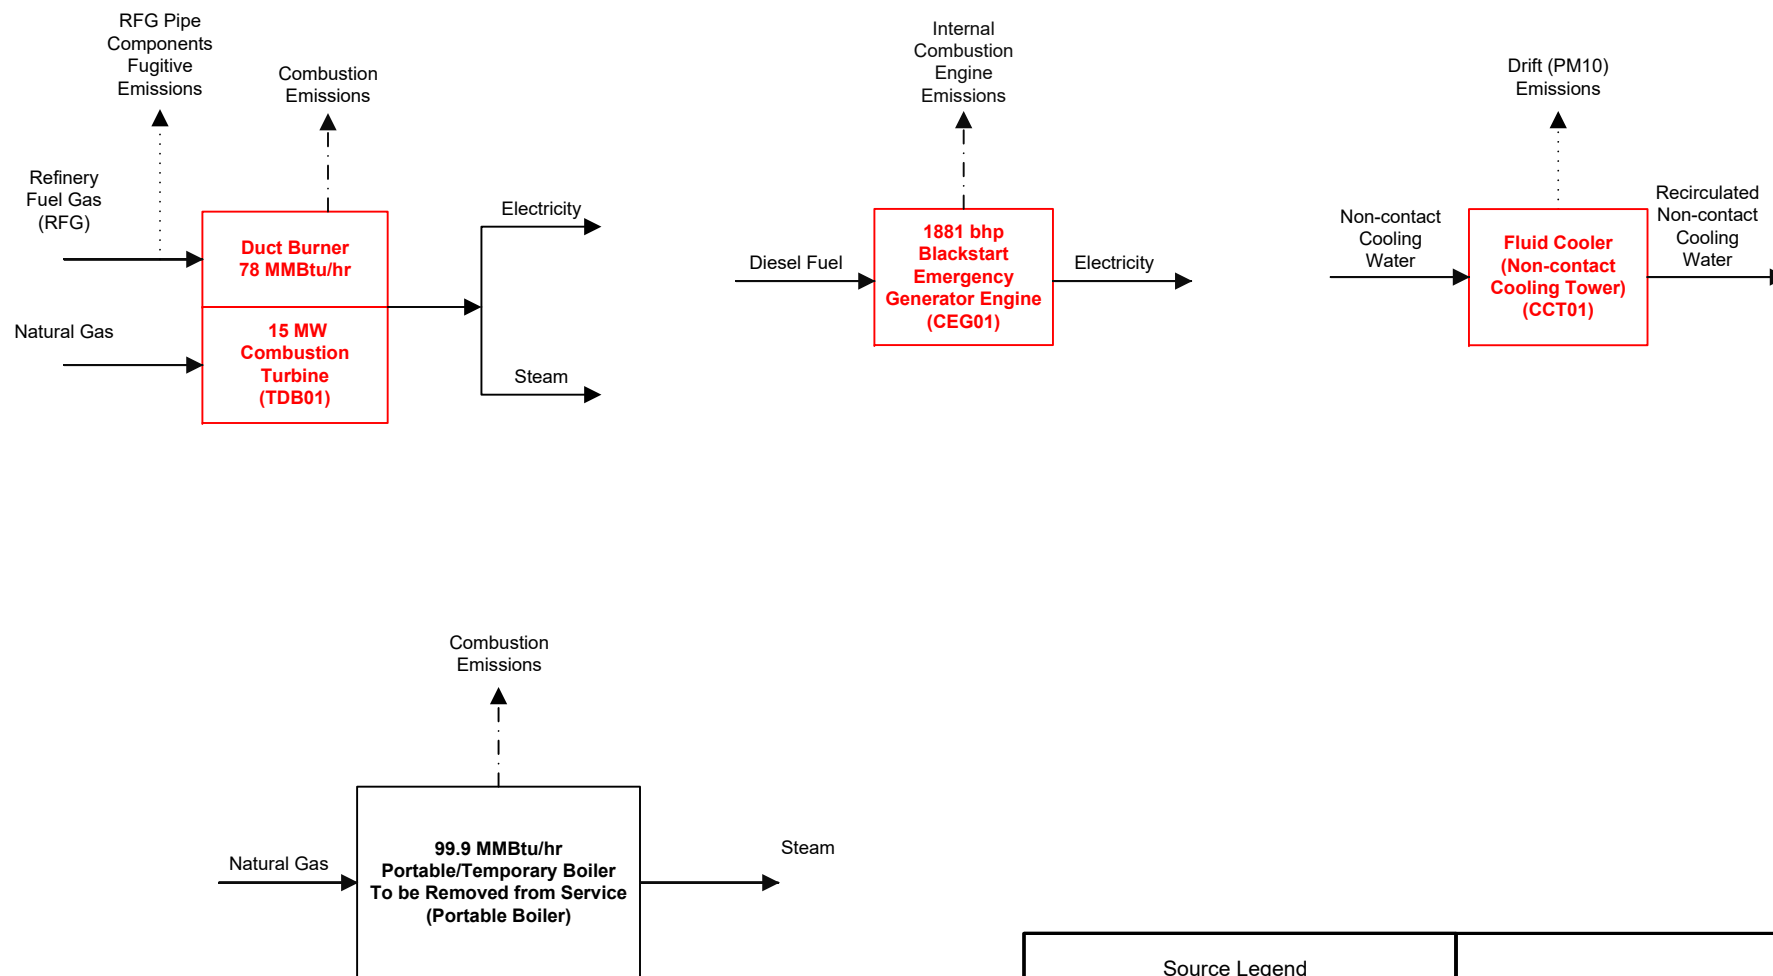 RFG Pipe
Components
Fugitive
Emissions
Combustion
Emissions
Refinery
Fuel Gas
(RFG)
Duct Burner
78 MMBtu/hr
Natural Gas
15 MW
Combustion
Turbine
(TDB01)
Electricity
Steam
Internal
Combustion
Engine
Emissions
Diesel Fuel
1881 bhp
Blackstart
Emergency
Generator Engine
(CEG01)
Electricity
Drift (PM10)
Emissions
Non-contact
Cooling
Water
Fluid Cooler
(Non-contact
Cooling Tower)
(CCT01)
Recirculated
Non-contact
Cooling
Water
Combustion
Emissions
Natural Gas
99.9 MMBtu/hr
Portable/Temporary Boiler
To be Removed from Service
(Portable Boiler)
Steam
Source Legend